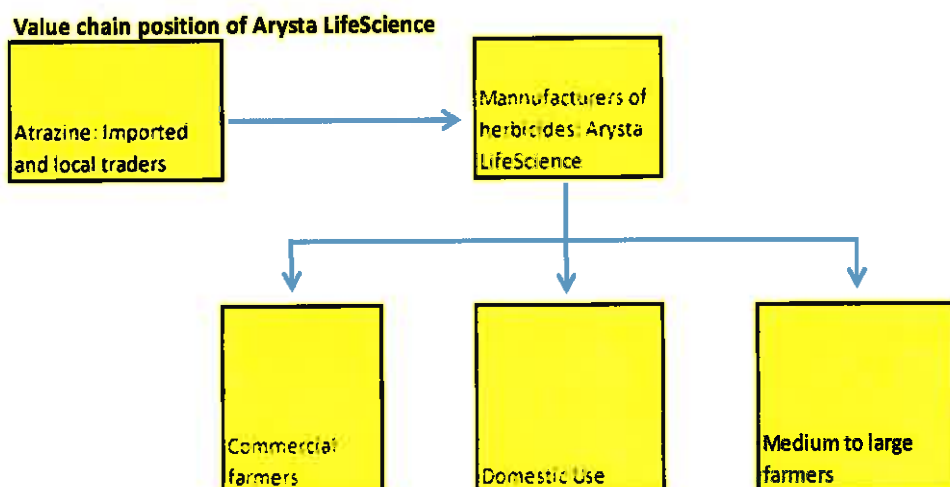 Value chain position of Arysta LifeScience
Atrazine: Imported
and local traders
Mannufacturers of
herbicides: Arysta
LifeScience
Commercial
farmers
Domestic Use
Medium to large
farmers